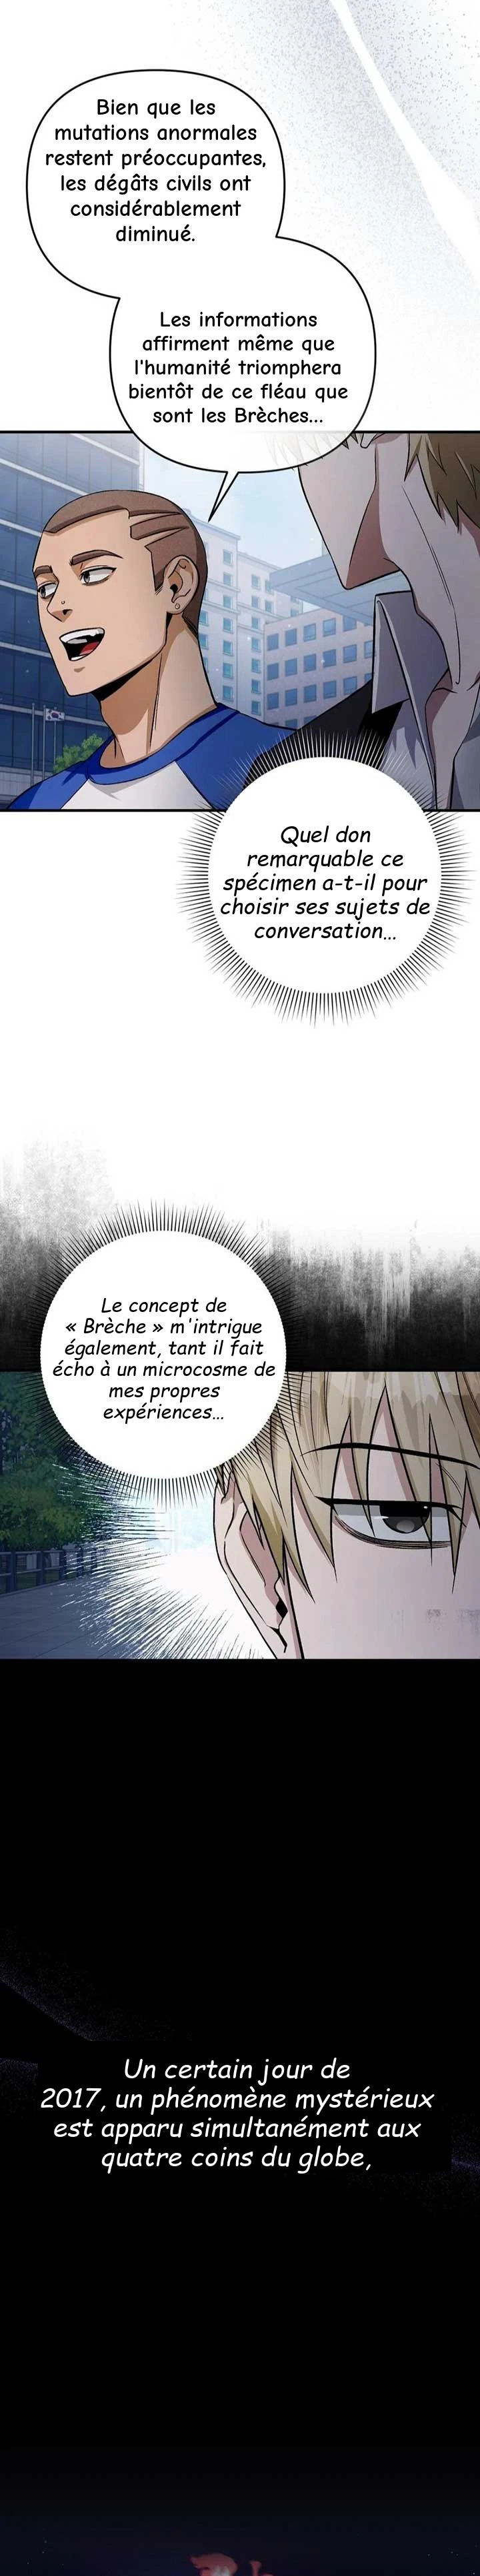 Bien que les
mutations anormales
restent préoccupantes,
les dégâts civils ont
considérablement
diminué.
Les informations
affirment même que
l'humanité triomphera
bientôt de ce fléau que
sont les Brèches...
Quel don
remarquable ce
spécimen a-t-il pour
choisir ses sujets de
conversation...
Le concept de
« Brèche » m'intrigue
également, tant il fait
écho à un microcosme de
mes propres
expériences...
Un certain jour de
2017, un phénomène mystérieux
est apparu simultanément aux
quatre coins du globe,